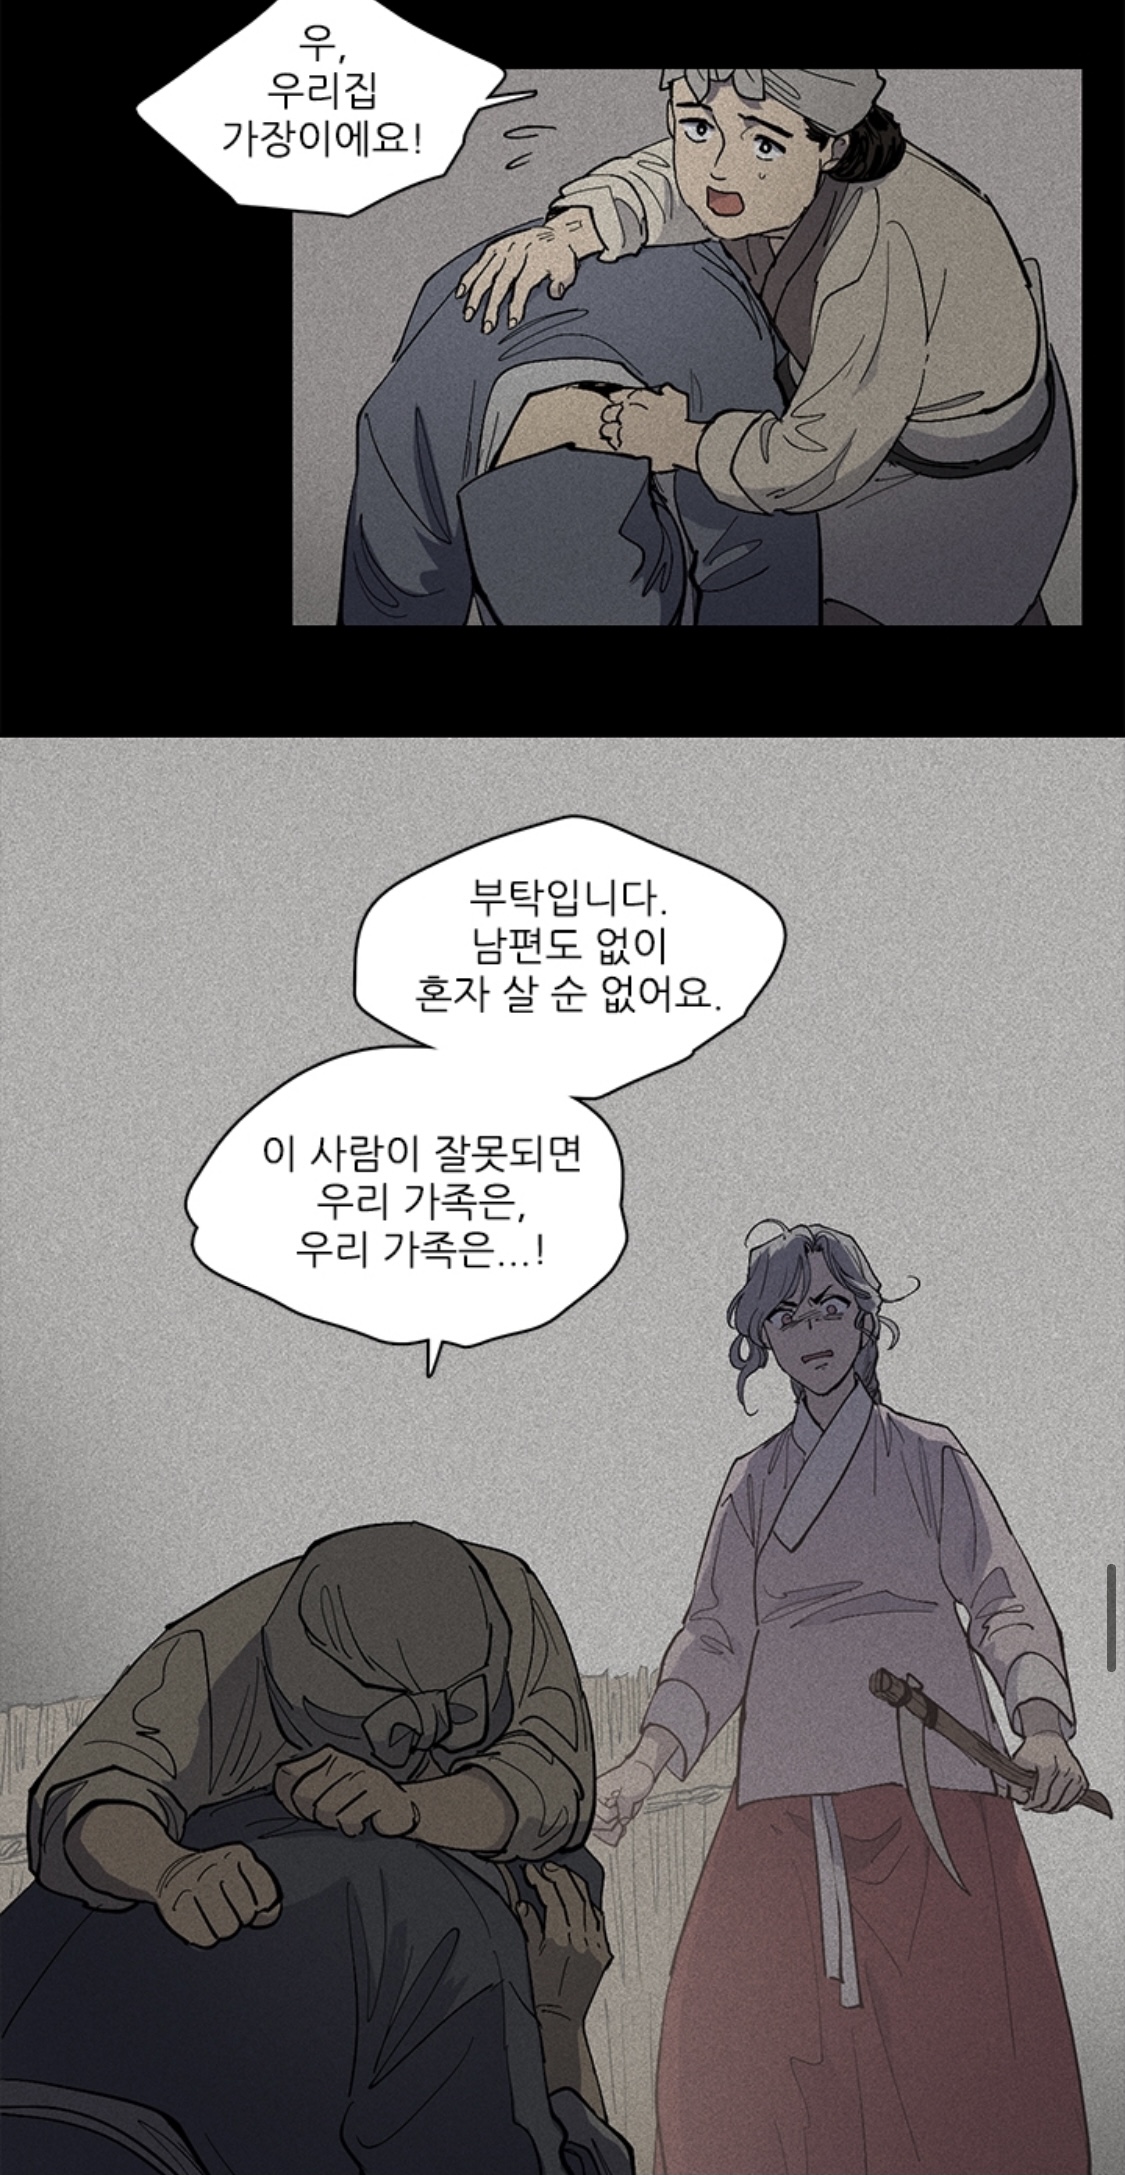 우,
우리집
가장이에요!
부탁입니다.
남편도 없이
혼자 살 순 없어요.
이 사람이 잘못되면
우리 가족은,
우리 가족은...!